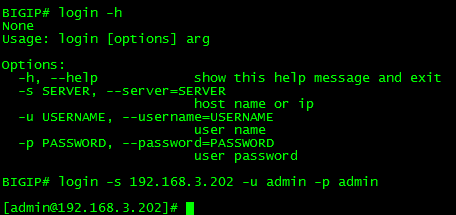 BIGIP# login -h
None
Usage: login [options] arg
Options:
-h, --help show this help message and exit
-s SERVER, --server=SERVER
host name or ip
-u USERNAME, --username=USERNAME
user name
-p PASSWORD, --password=PASSWORD
user password
BIGIP# login -s 192.168.3.202 -u admin -p admin
[admin@192.168.3.202]#